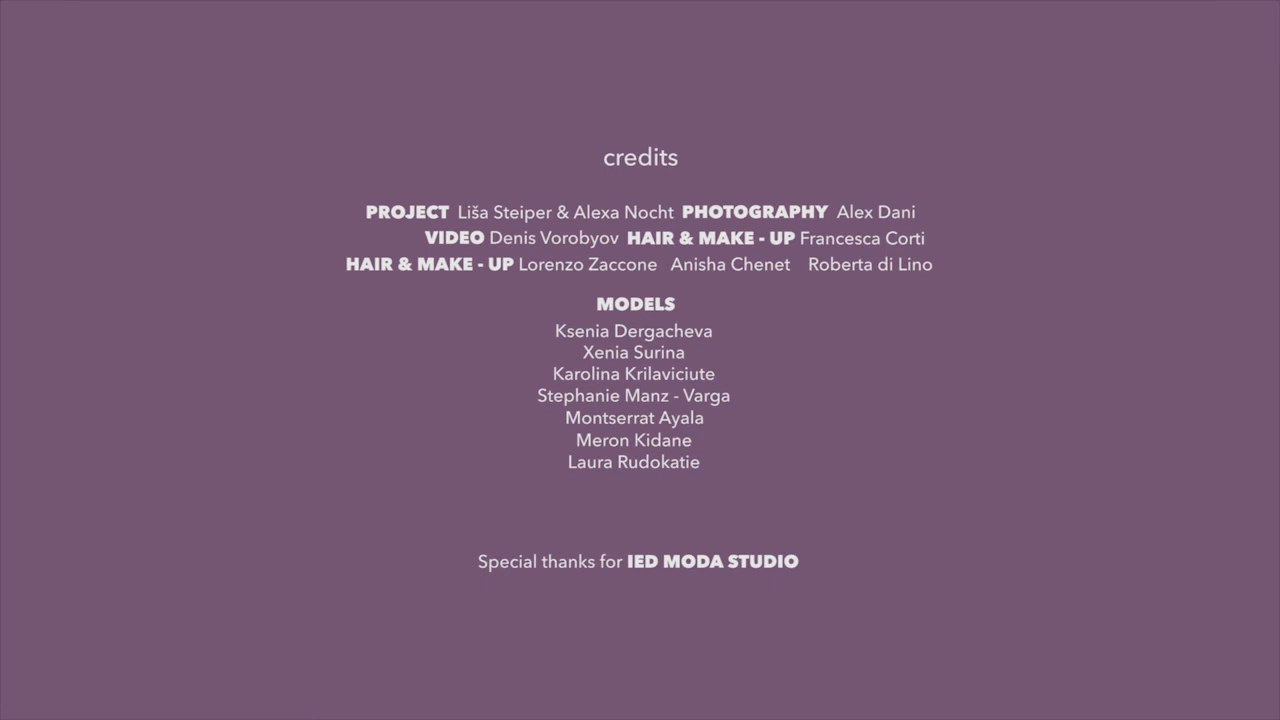 credits
PROJECT Liša Steiper & Alexa Nocht PHOTOGRAPHY Alex Dani
VIDEO Denis Vorobyov HAIR & MAKE - UP Francesca Corti
HAIR & MAKE - UP Lorenzo Zaccone Anisha Chenet Roberta di Lino
MODELS
Ksenia Dergacheva
Xenia Surina
Karolina Krilaviciute
Stephanie Manz - Varga
Montserrat Ayala
Meron Kidane
Laura Rudokatie
Special thanks for IED MODA STUDIO